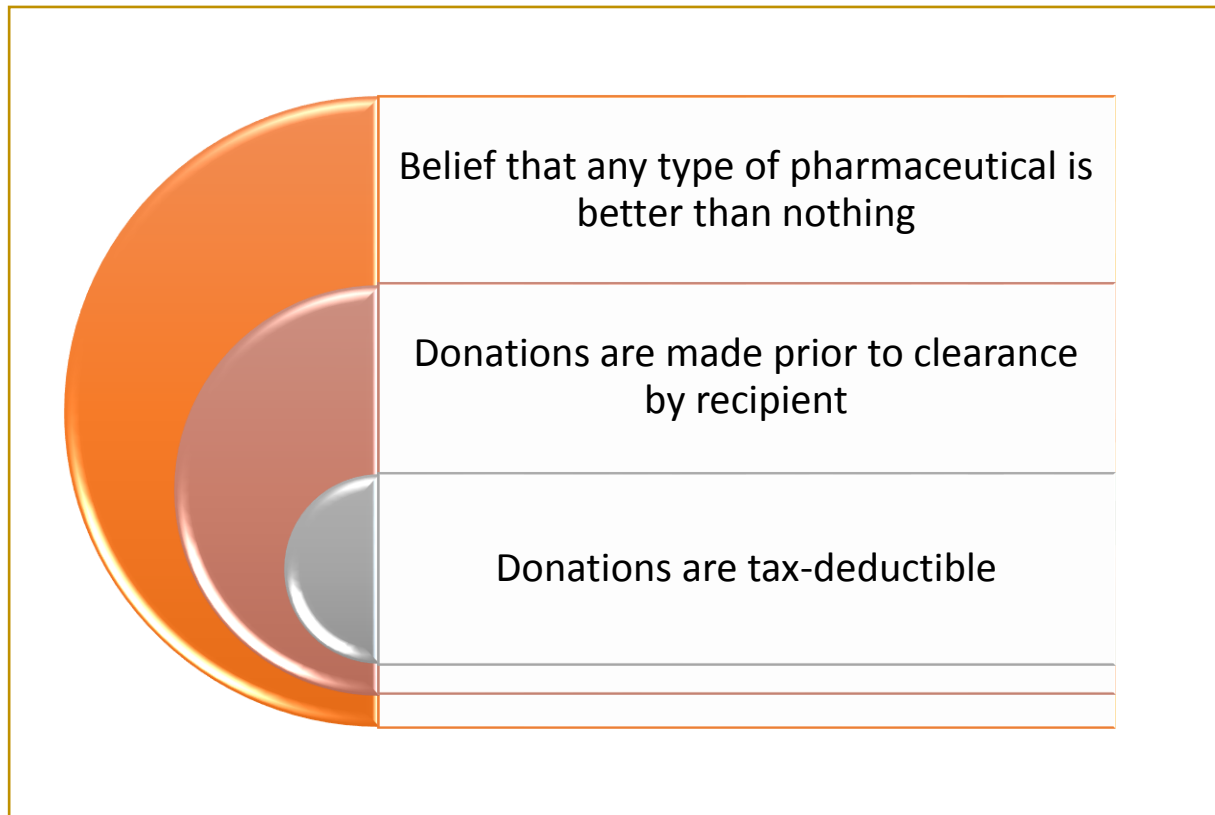 Belief that any type of pharmaceutical is
better than nothing
Donations are made prior to clearance
by recipient
Donations are tax-deductible